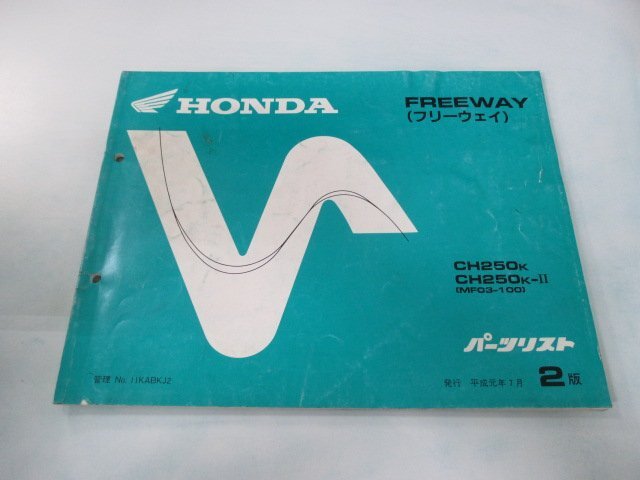 HONDA
FREEWAY
(フリーウェイ)
CH250K
CH250K-II
(MF03-100)
パーツリスト
管理 No. 11KABKJ2
発行 平成元年7月 2版